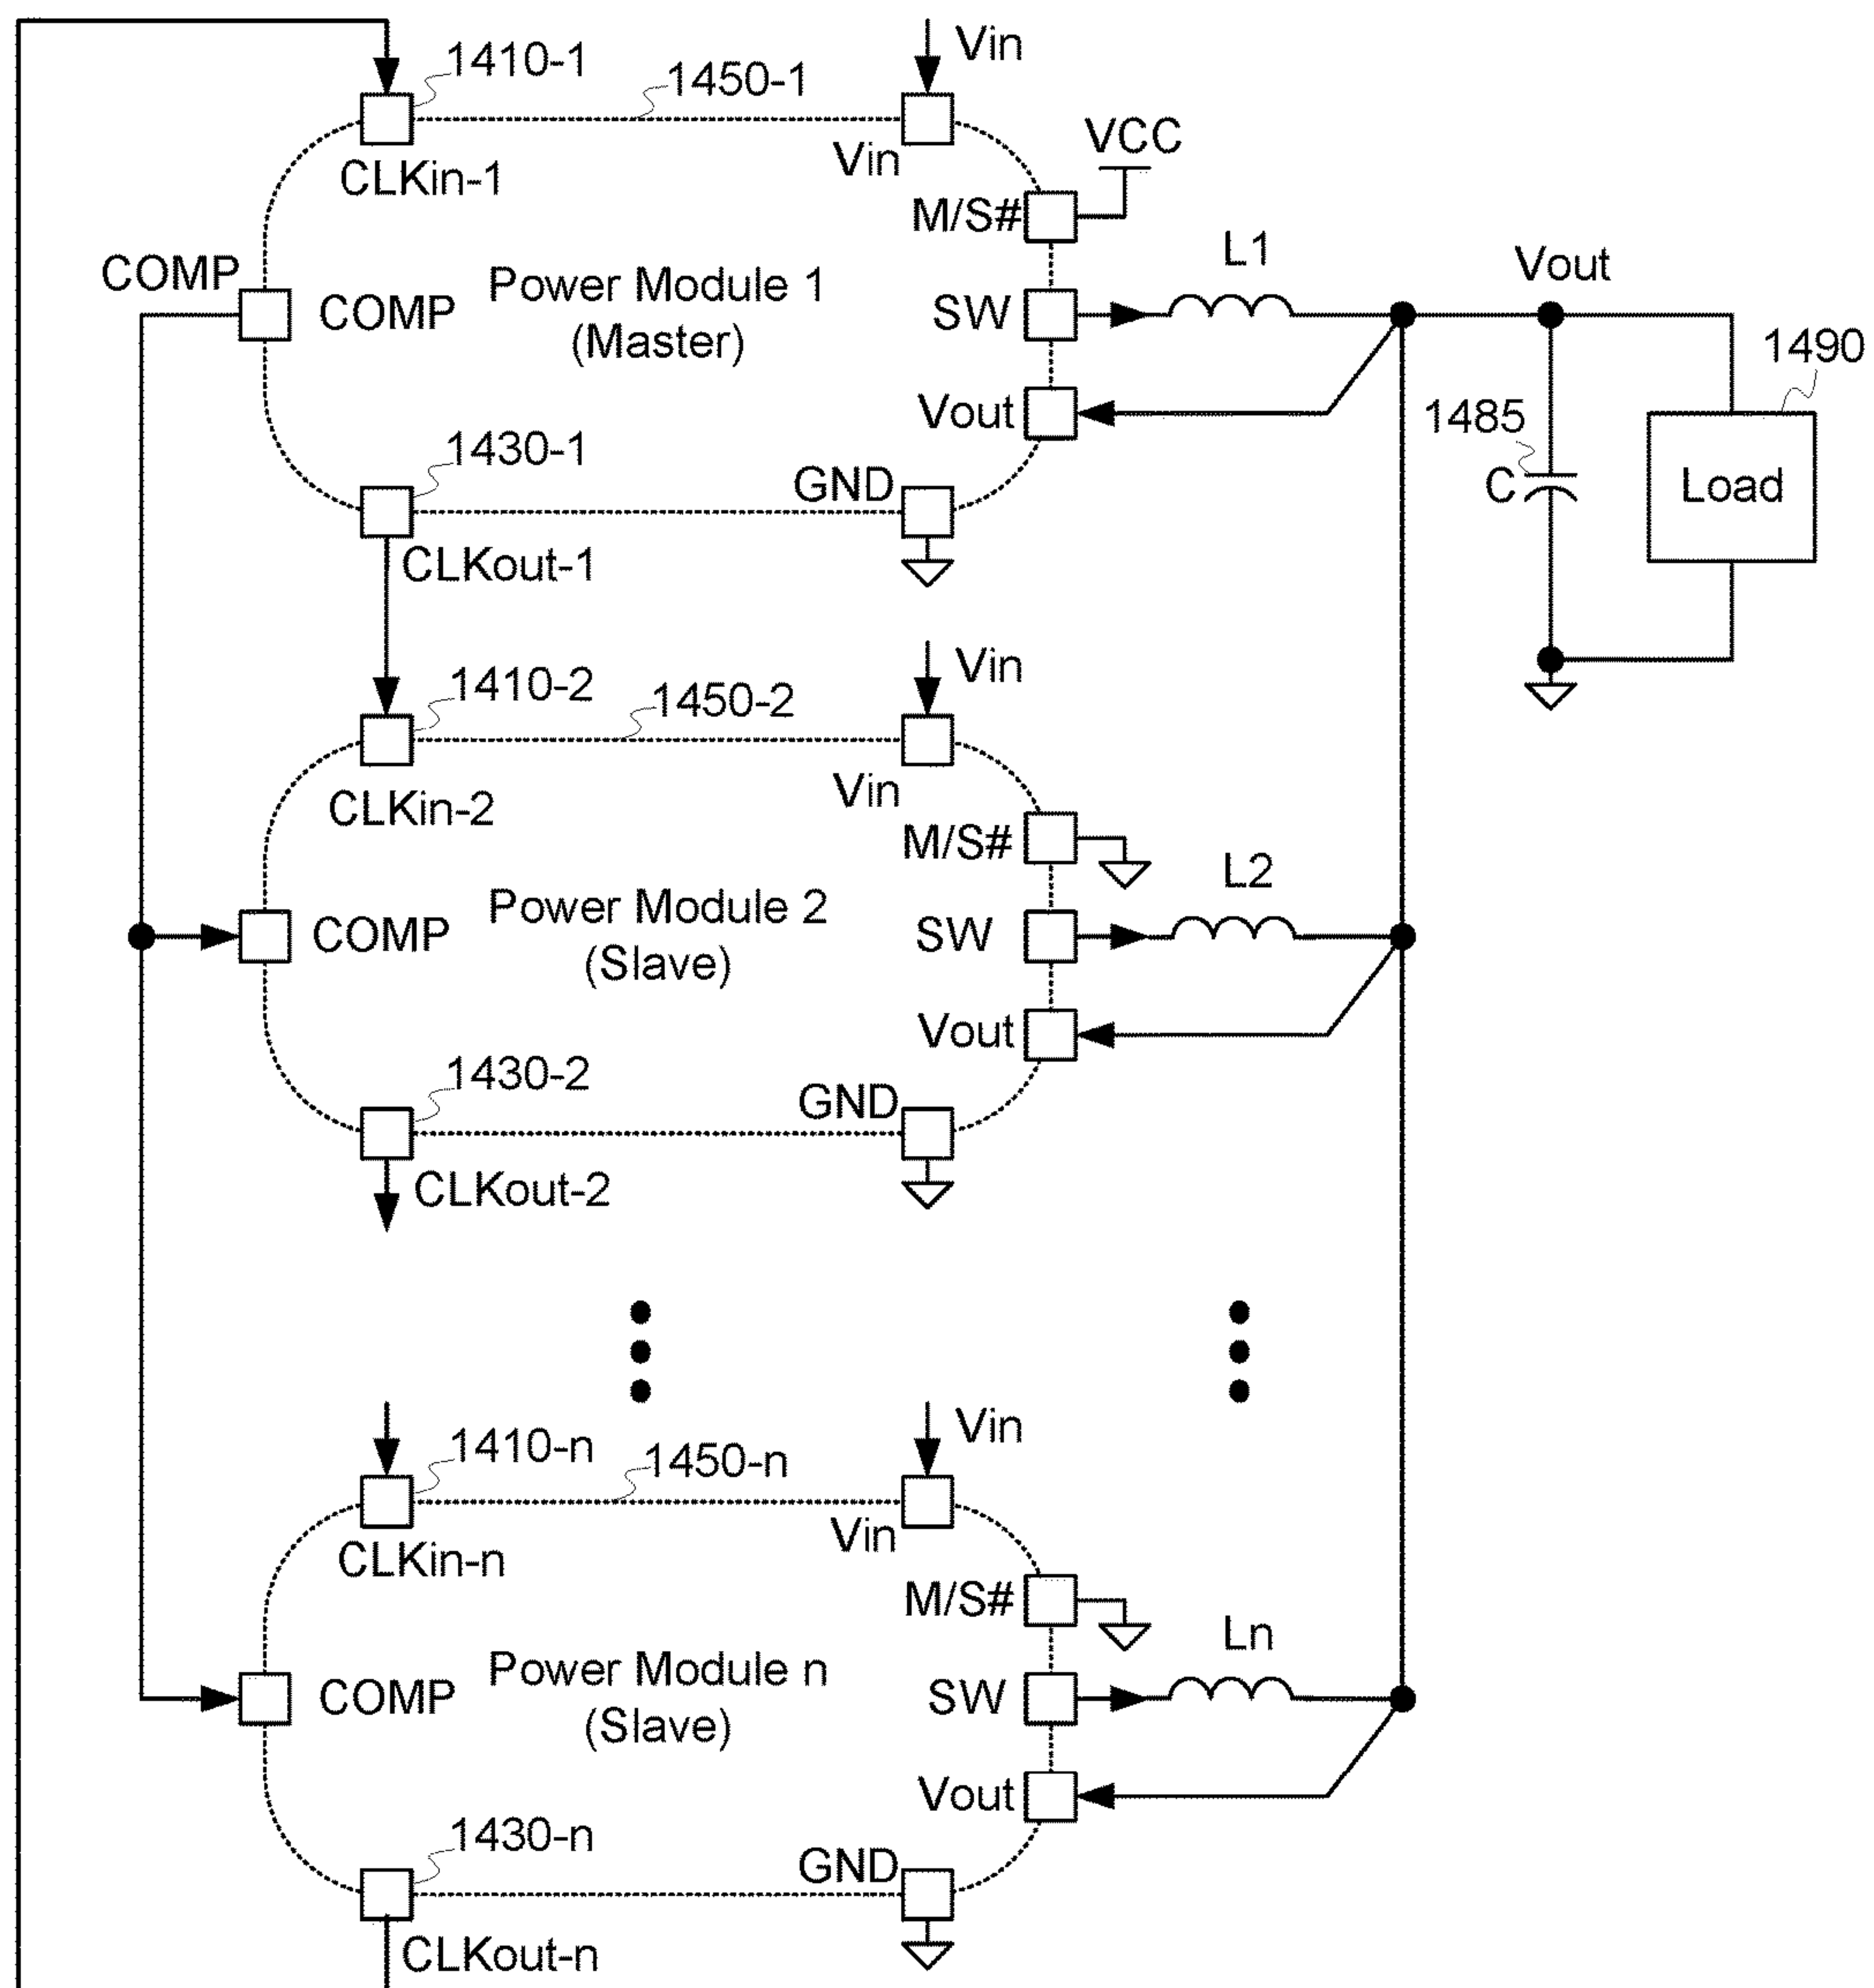 1410-1
1450-1
Vin
CLKin-1
Vin
VCC
M/S#
COMP
COMP
Power Module 1
(Master)
SW
L1
Vout
1490
Vout
1485
C
Load
1430-1
GND
CLKout-1
1410-2
1450-2
Vin
CLKin-2
Vin
M/S#
L2
COMP
Power Module 2
(Slave)
SW
Vout
1430-2
GND
CLKout-2
1410-n
1450-n
Vin
CLKin-n
Vin
M/S#
Ln
COMP
Power Module n
(Slave)
SW
Vout
1430-n
GND
CLKout-n